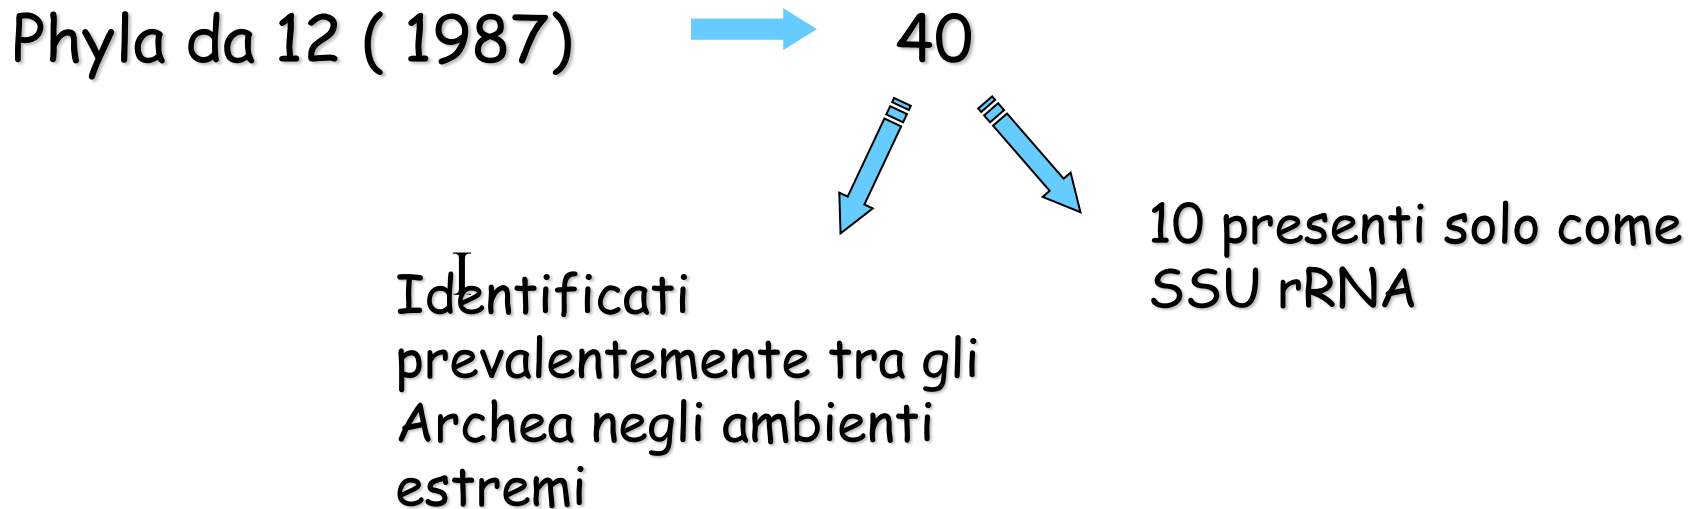 Phyla da 12 ( 1987) 40
Identificati
prevalentemente tra gli
Archea negli ambienti
estremi
10 presenti solo come
SSU rRNA